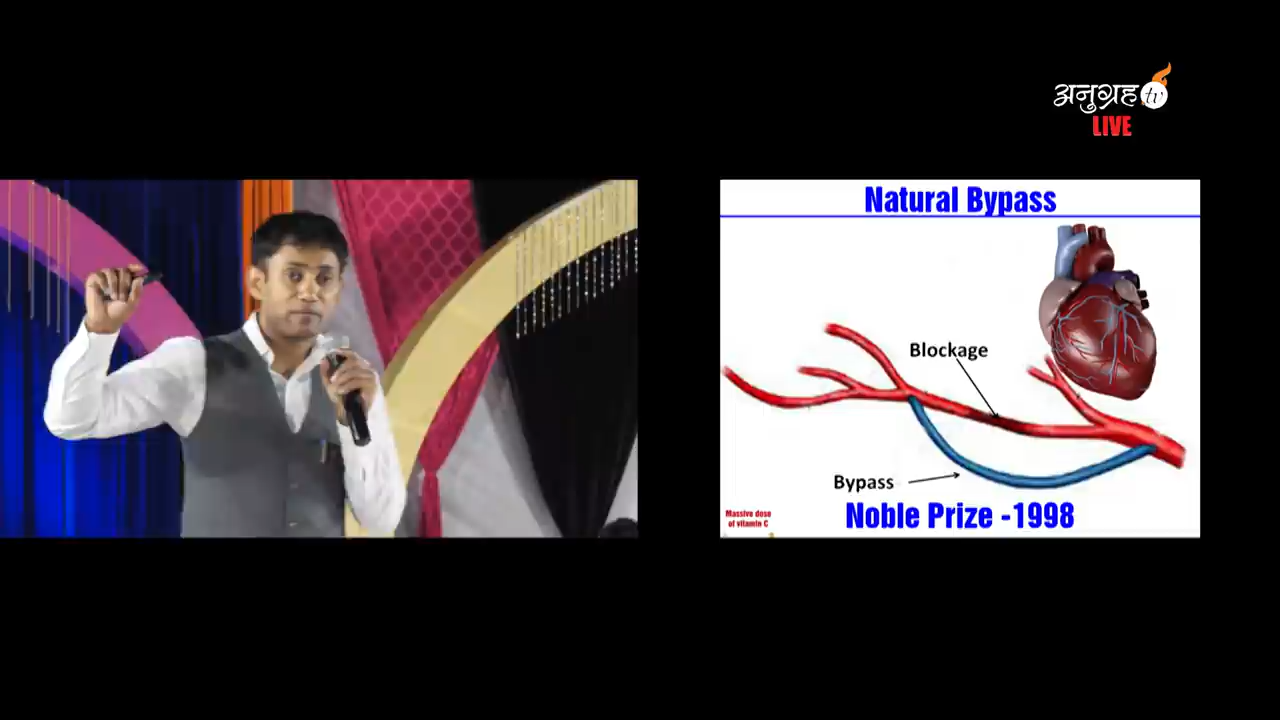 अनुग्रह tv
LIVE
Natural Bypass
Blockage
Bypass
Massive dose
of vitamin C
Noble Prize -1998